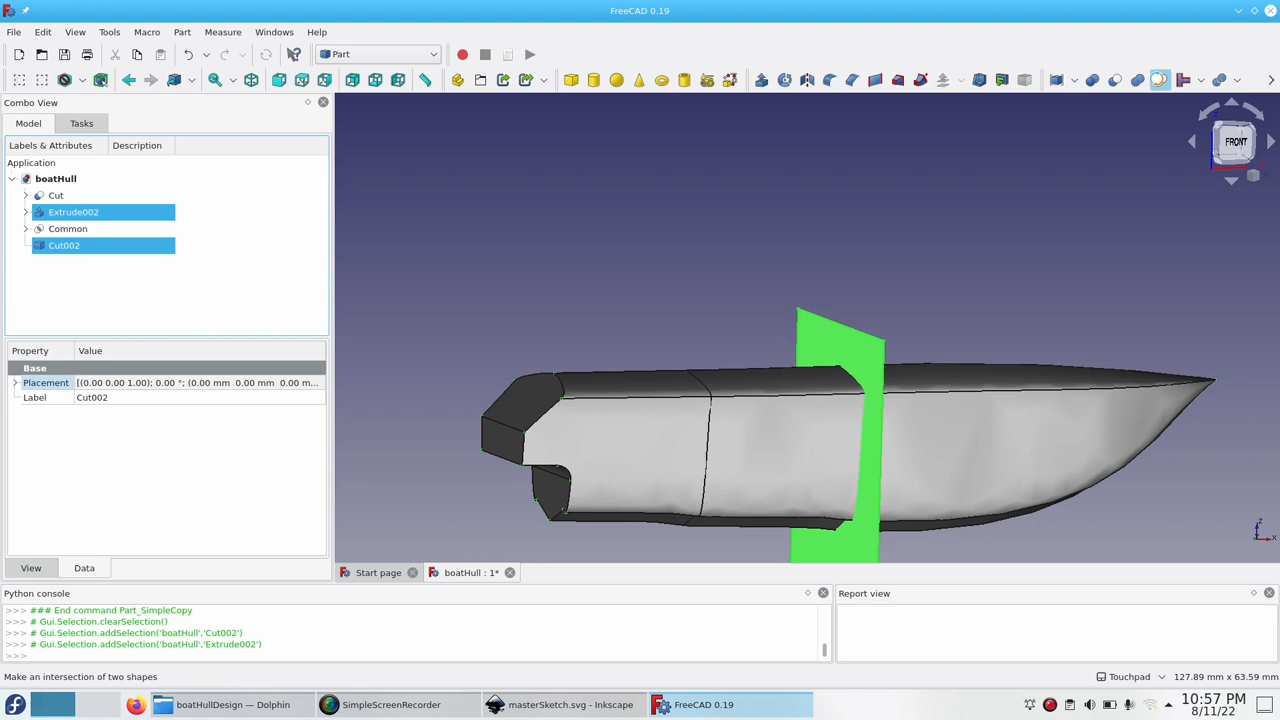 FreeCAD 0.19
File Edit View Tools Macro Part Measure Windows Help
Part
Combo View
Model Tasks
Labels & Attributes Description
Application
boatHull
Cut
Extrude002
Common
Cut002
FRONT
Property Value
Base
Placement [(0.00 0.00 1.00); 0.00 °; (0.00 mm 0.00 mm 0.00 m...
Label Cut002
View Data
Start page boatHull : 1*
Python console
Report view
>>> ### End command Part_SimpleCopy
>>> # Gui.Selection.clearSelection()
>>> # Gui.Selection.addSelection('boatHull','Cut002')
>>> # Gui.Selection.addSelection('boatHull','Extrude002')
>>>
Make an intersection of two shapes
Touchpad 127.89 mm x 63.59 mm
boatHullDesign — Dolphin SimpleScreenRecorder masterSketch.svg - Inkscape FreeCAD 0.19
10:57 PM
8/11/22